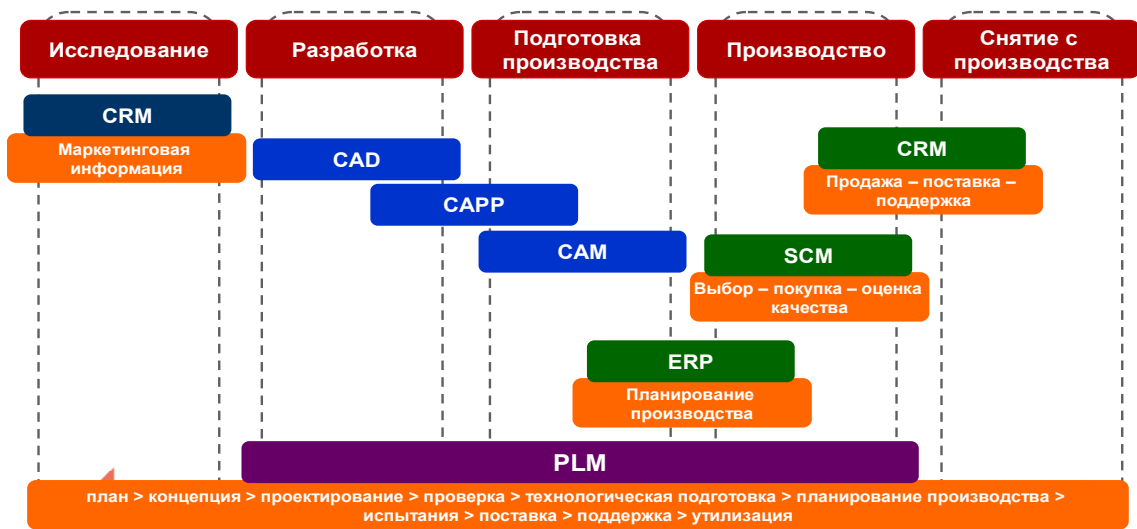 Исследование
Разработка
Подготовка
производства
Производство
Снятие с
производства
CRM
Маркетинговая
информация
CAD
CAPP
CAM
CRM
Продажа – поставка –
поддержка
SCM
Выбор – покупка – оценка
качества
ERP
Планирование
производства
PLM
план > концепция > проектирование > проверка > технологическая подготовка > планирование производства >
испытания > поставка > поддержка > утилизация